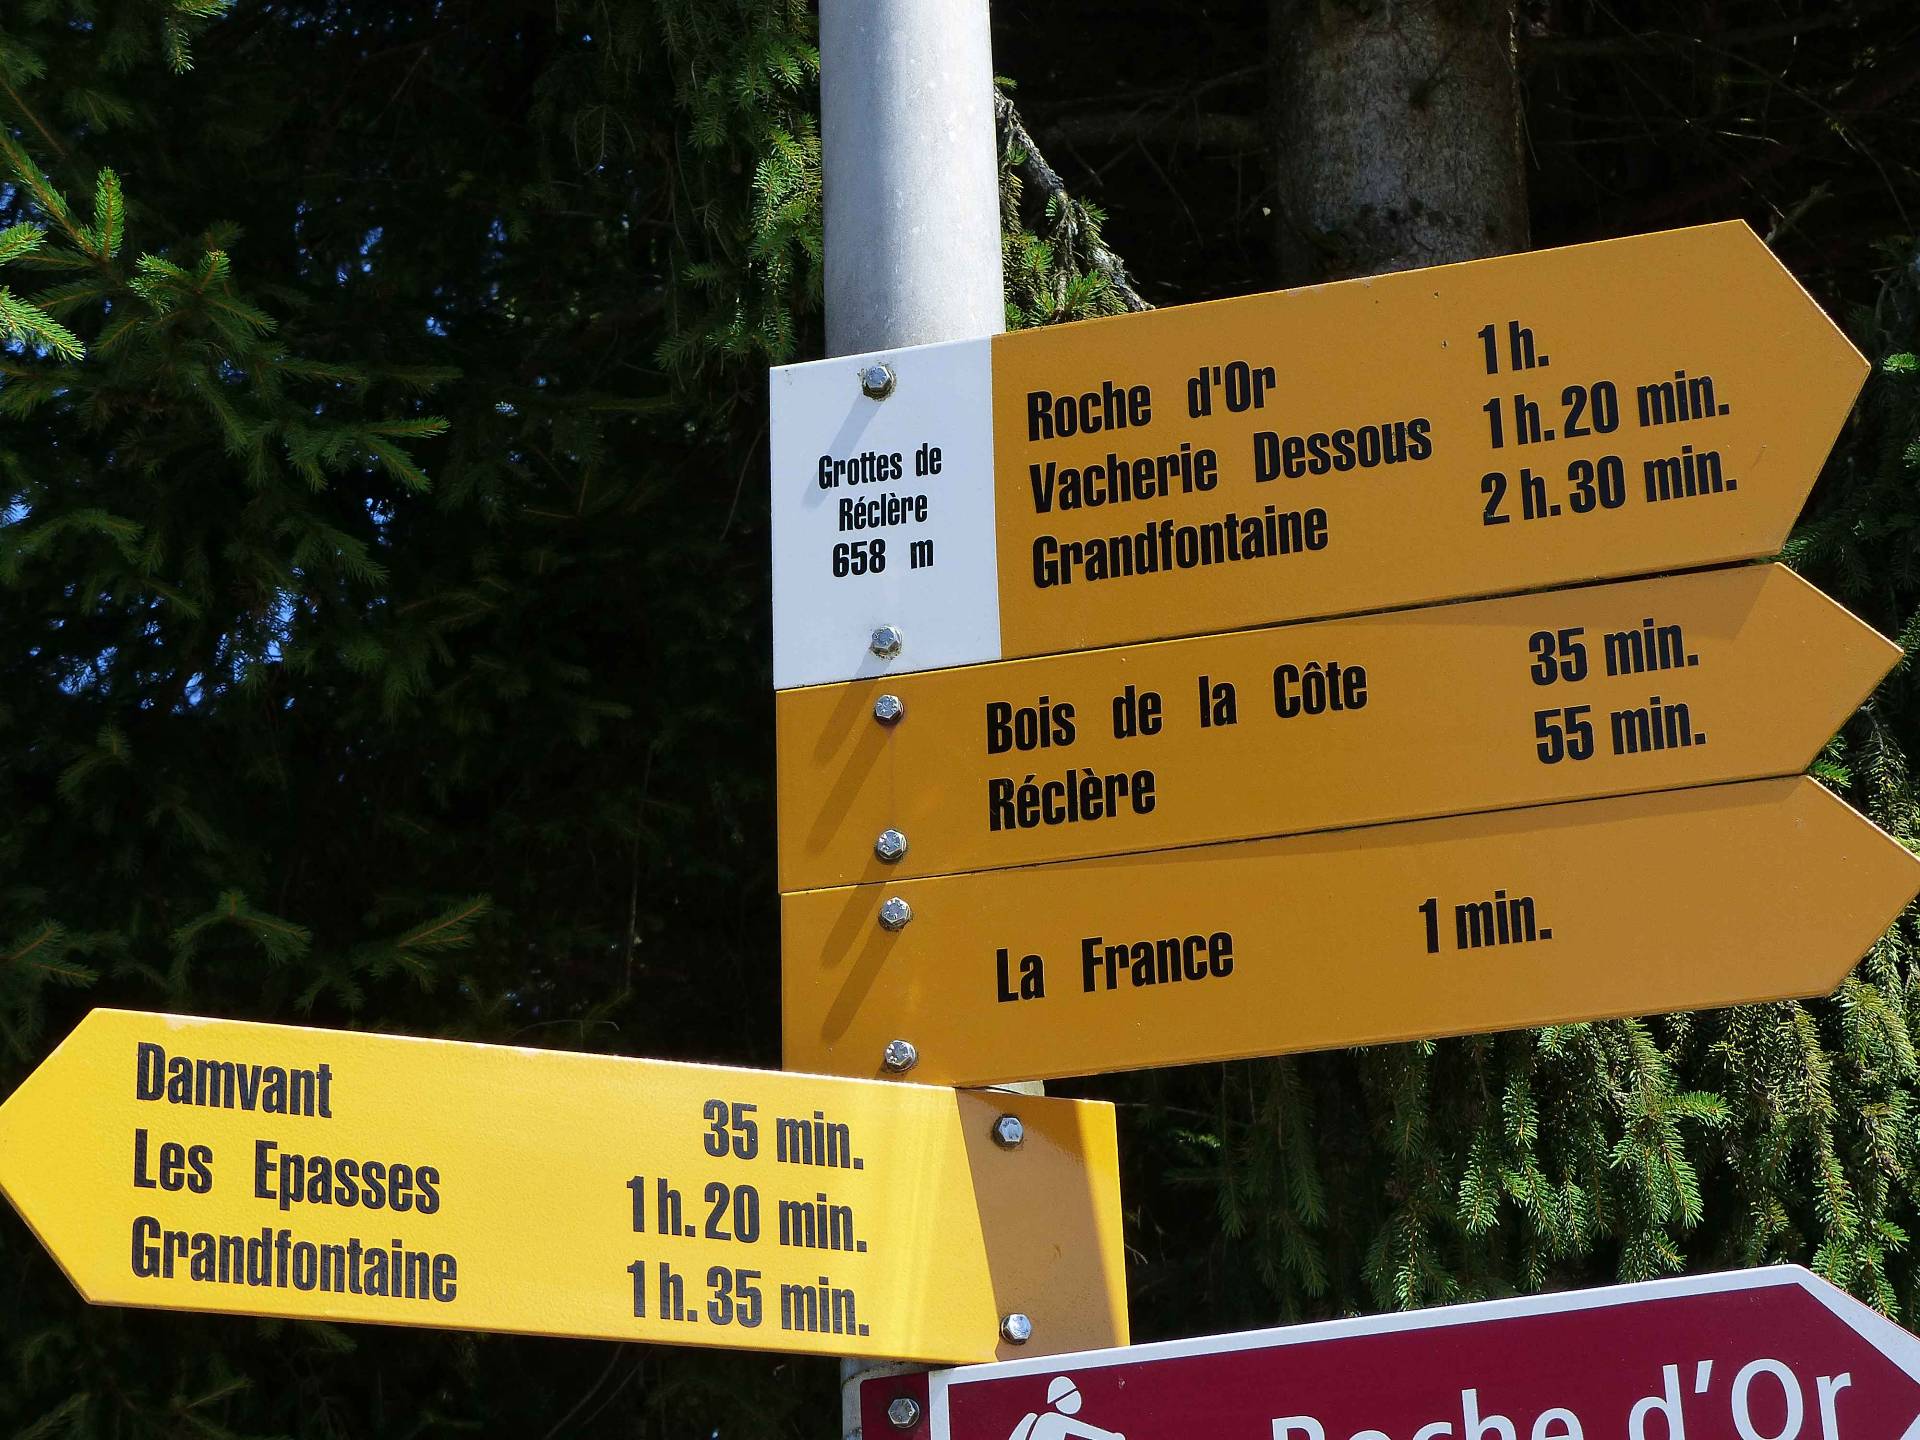 Grottes de
Réclère
658 m
Roche d'Or 1 h.
Vacherie Dessous 1 h. 20 min.
Grandfontaine 2 h. 30 min.
Bois de la Côte 35 min.
Réclère 55 min.
La France 1 min.
Damvant 35 min.
Les Epasses 1 h. 20 min.
Grandfontaine 1 h. 35 min.
Roche d'Or